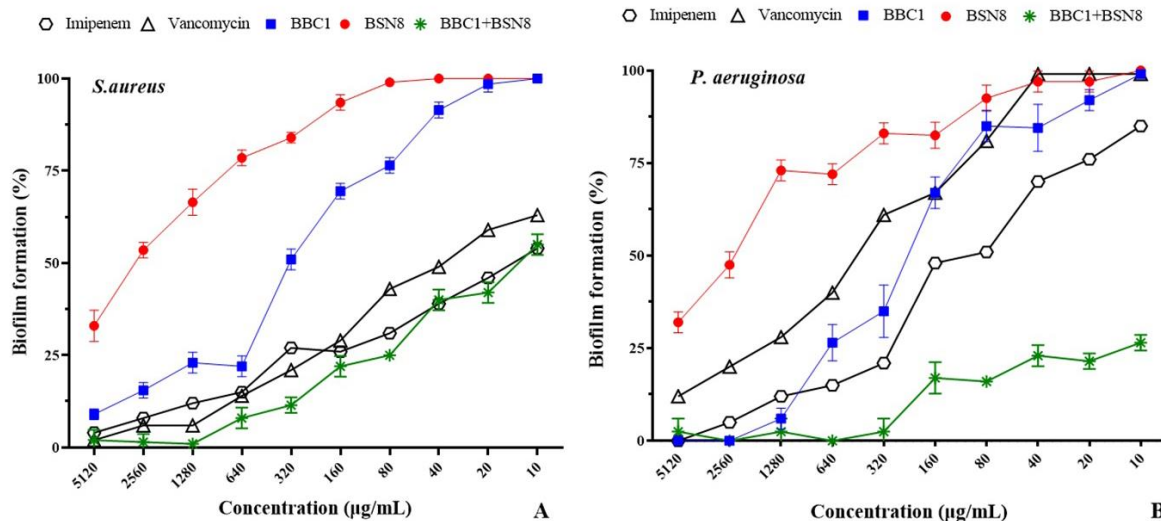 Imipenem Vancomycin BBC1 BSN8 BBC1+BSN8
S.aureus
Biofilm formation (%)
100
75
50
25
0
5120 2560 1280 640 320 160 80 40 20 10
Concentration (µg/mL)
A
Imipenem Vancomycin BBC1 BSN8 BBC1+BSN8
P. aeruginosa
Biofilm formation (%)
100
75
50
25
0
5120 2560 1280 640 320 160 80 40 20 10
Concentration (µg/mL)
B